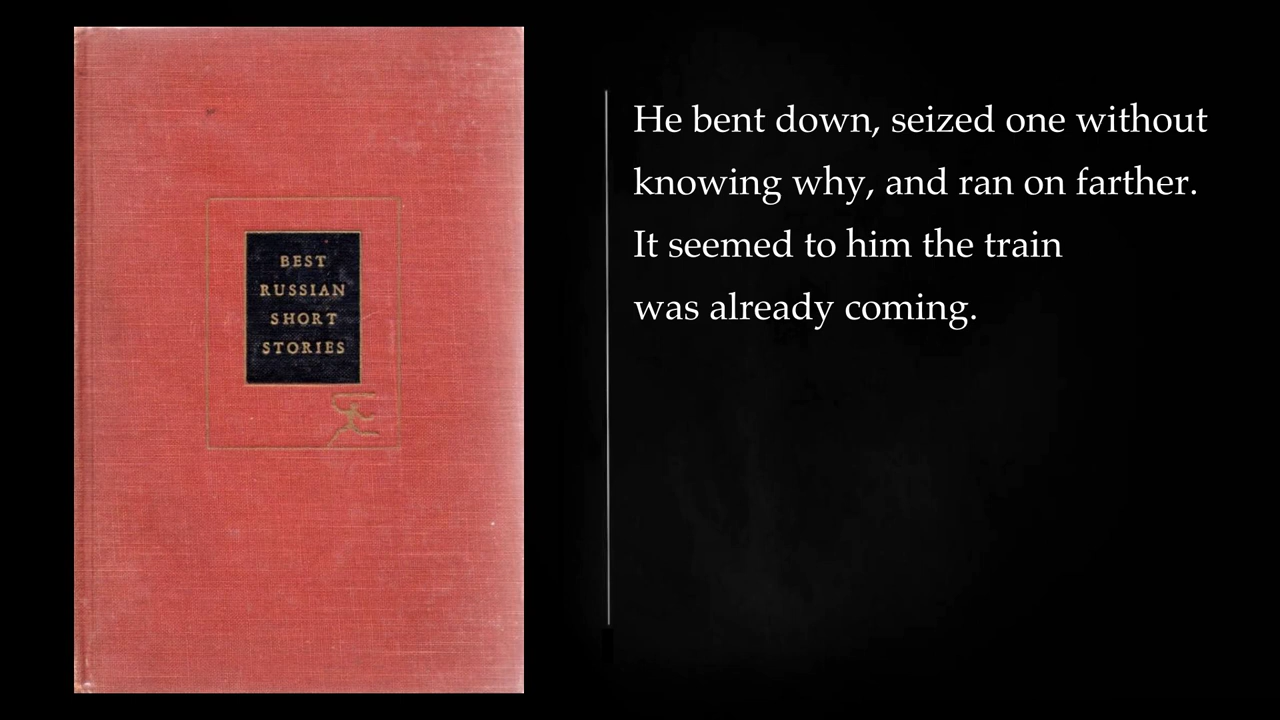 BEST
RUSSIAN
SHORT
STORIES
He bent down, seized one without
knowing why, and ran on farther.
It seemed to him the train
was already coming.